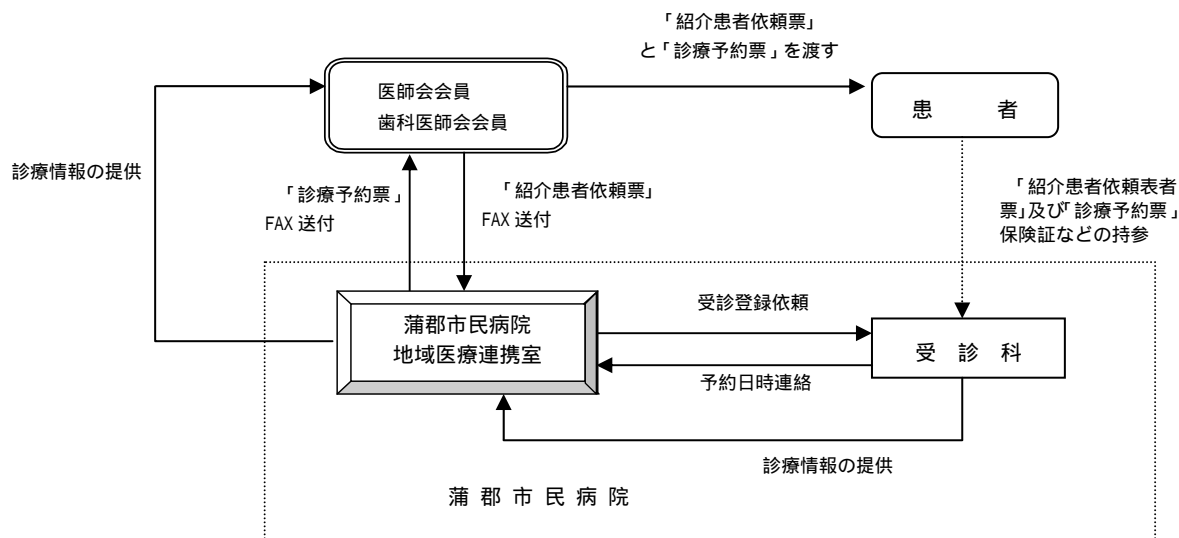 「紹介患者依頼票」
と「診療予約票」を渡す
医師会会員
歯科医師会会員
患 者
診療情報の提供
「診療予約票」
FAX 送付
「紹介患者依頼票」
FAX 送付
「紹介患者依頼表者
票」及び「診療予約票」
保険証などの持参
蒲郡市民病院
地域医療連携室
受診登録依頼
受 診 科
予約日時連絡
診療情報の提供
蒲 郡 市 民 病 院